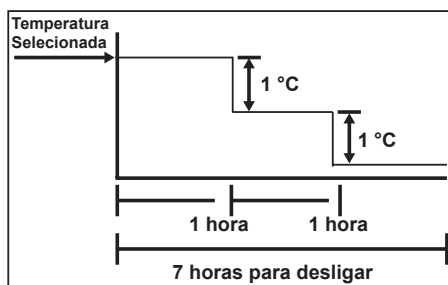 Temperatura
Selecionada
1 °C
1 °C
1 hora
1 hora
7 horas para desligar